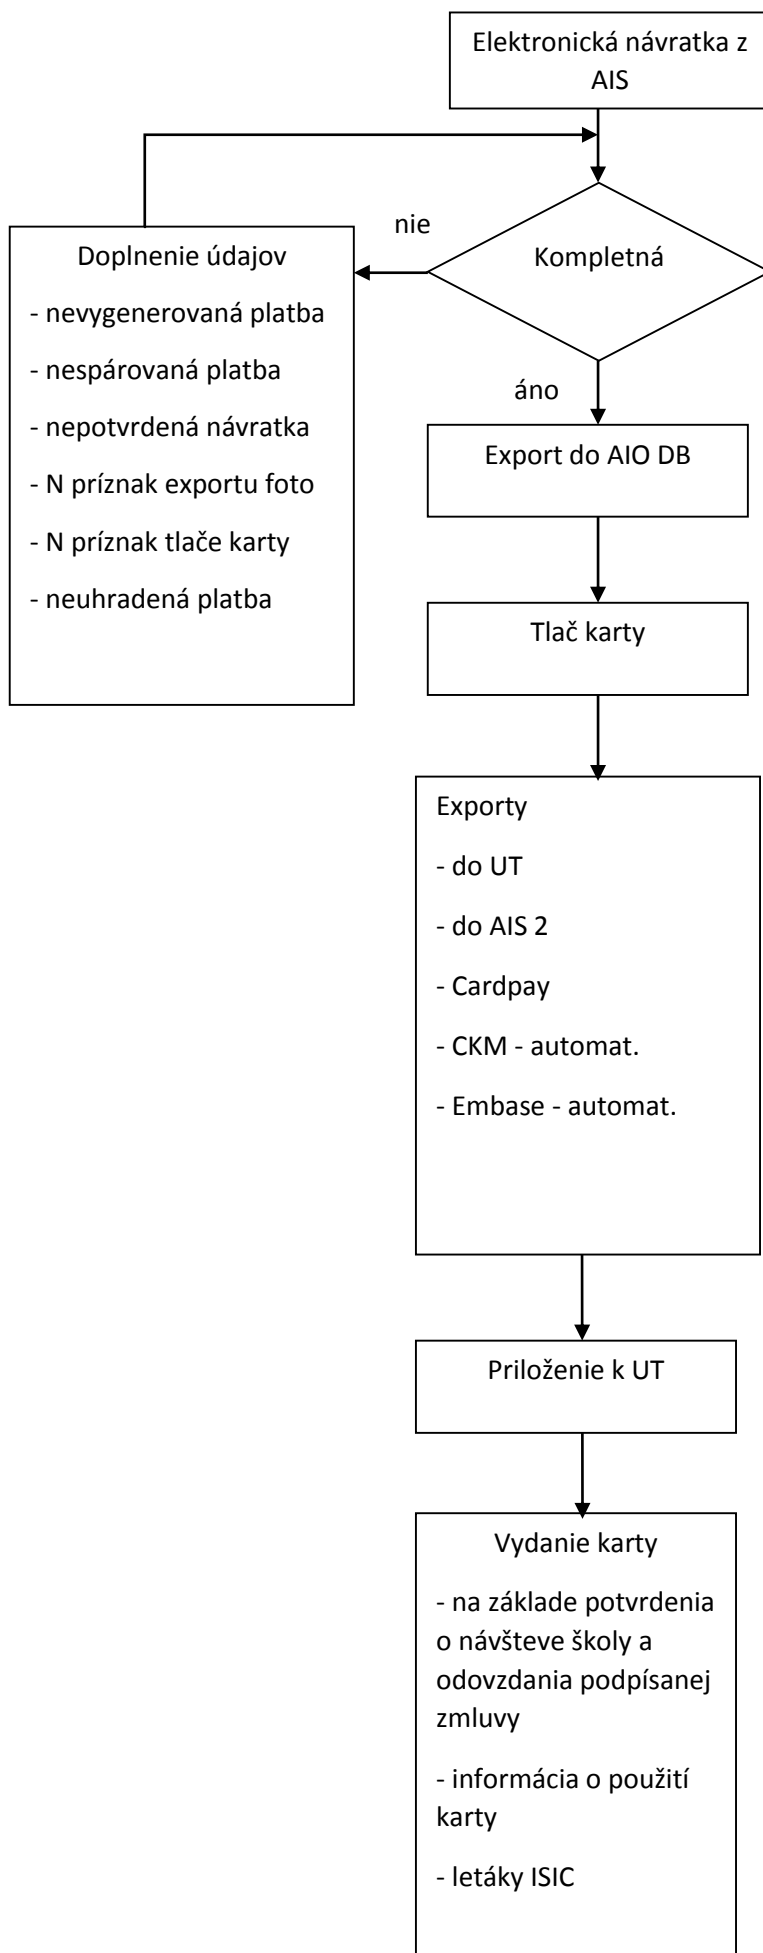 Elektronická návratka z
AIS
nie
Kompletná
Doplnenie údajov
- nevygenerovaná platba
- nespárovaná platba
- nepotvrdená návratka
- N príznak exportu foto
- N príznak tlače karty
- neuhradená platba
áno
Export do AIO DB
Tlač karty
Exporty
- do UT
- do AIS 2
- Cardpay
- CKM - automat.
- Embase - automat.
Priloženie k UT
Vydanie karty
- na základe potvrdenia
o návšteve školy a
odovzdania podpísanej
zmluvy
- informácia o použití
karty
- letáky ISIC